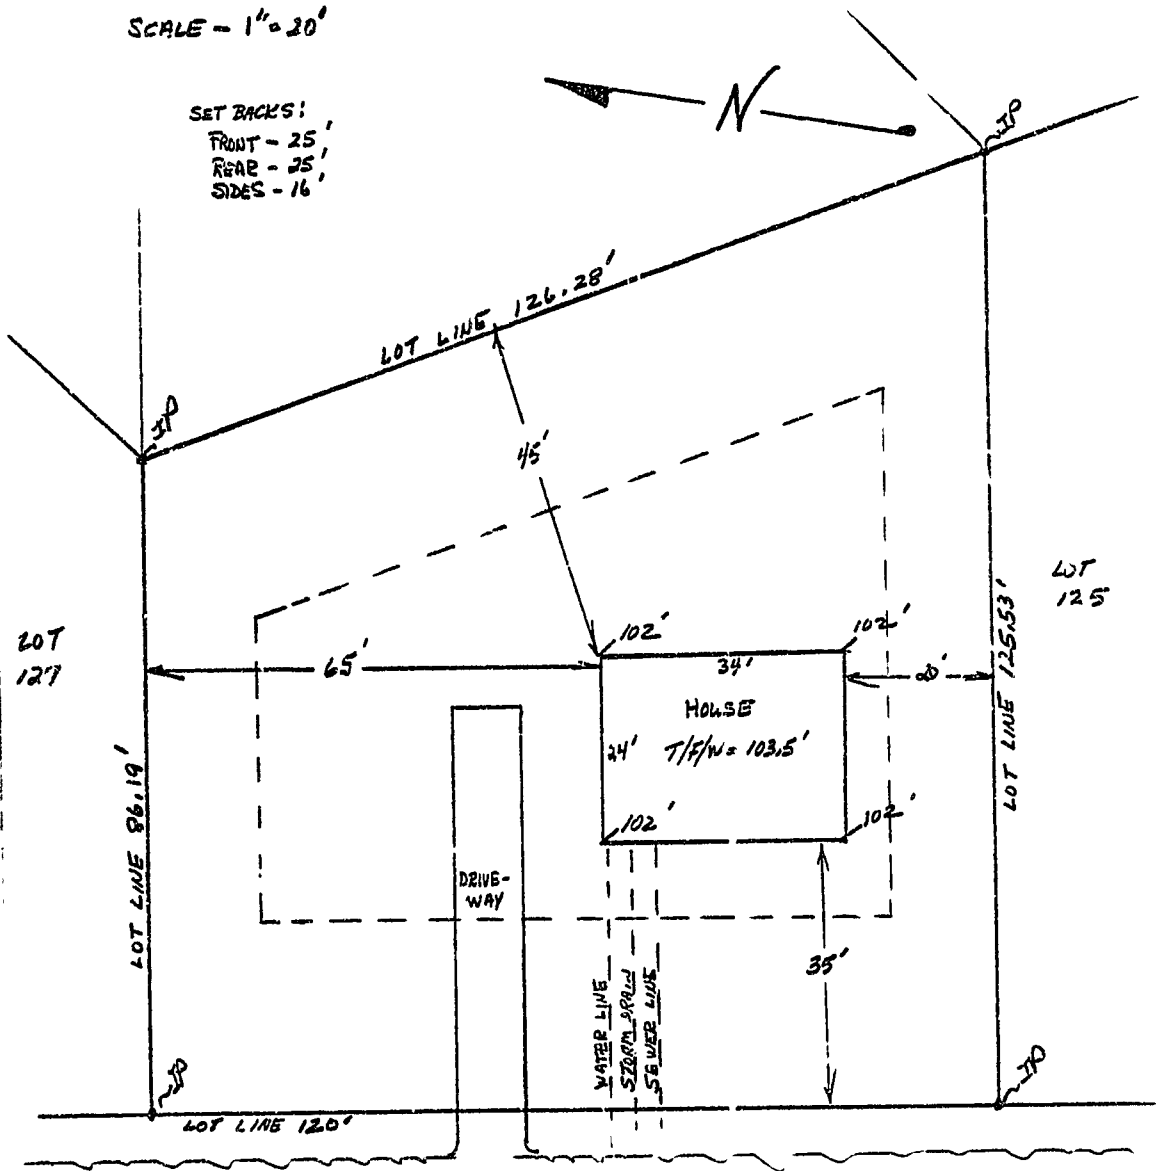 SCALE - 1" = 20'
SET BACKS:
FRONT - 25'
REAR - 25'
SIDES - 16'
N
IP
LOT LINE 126.28'
IP
45'
LOT
125
LOT
127
65'
102'
102'
34'
20'
HOUSE
24'
T/F/W = 103.5'
102'
102'
LOT LINE 86.19'
LOT LINE 125.53'
DRIVE-
WAY
35'
WATER LINE
STORM DRAIN
SEWER LINE
IP
IP
LOT LINE 120'